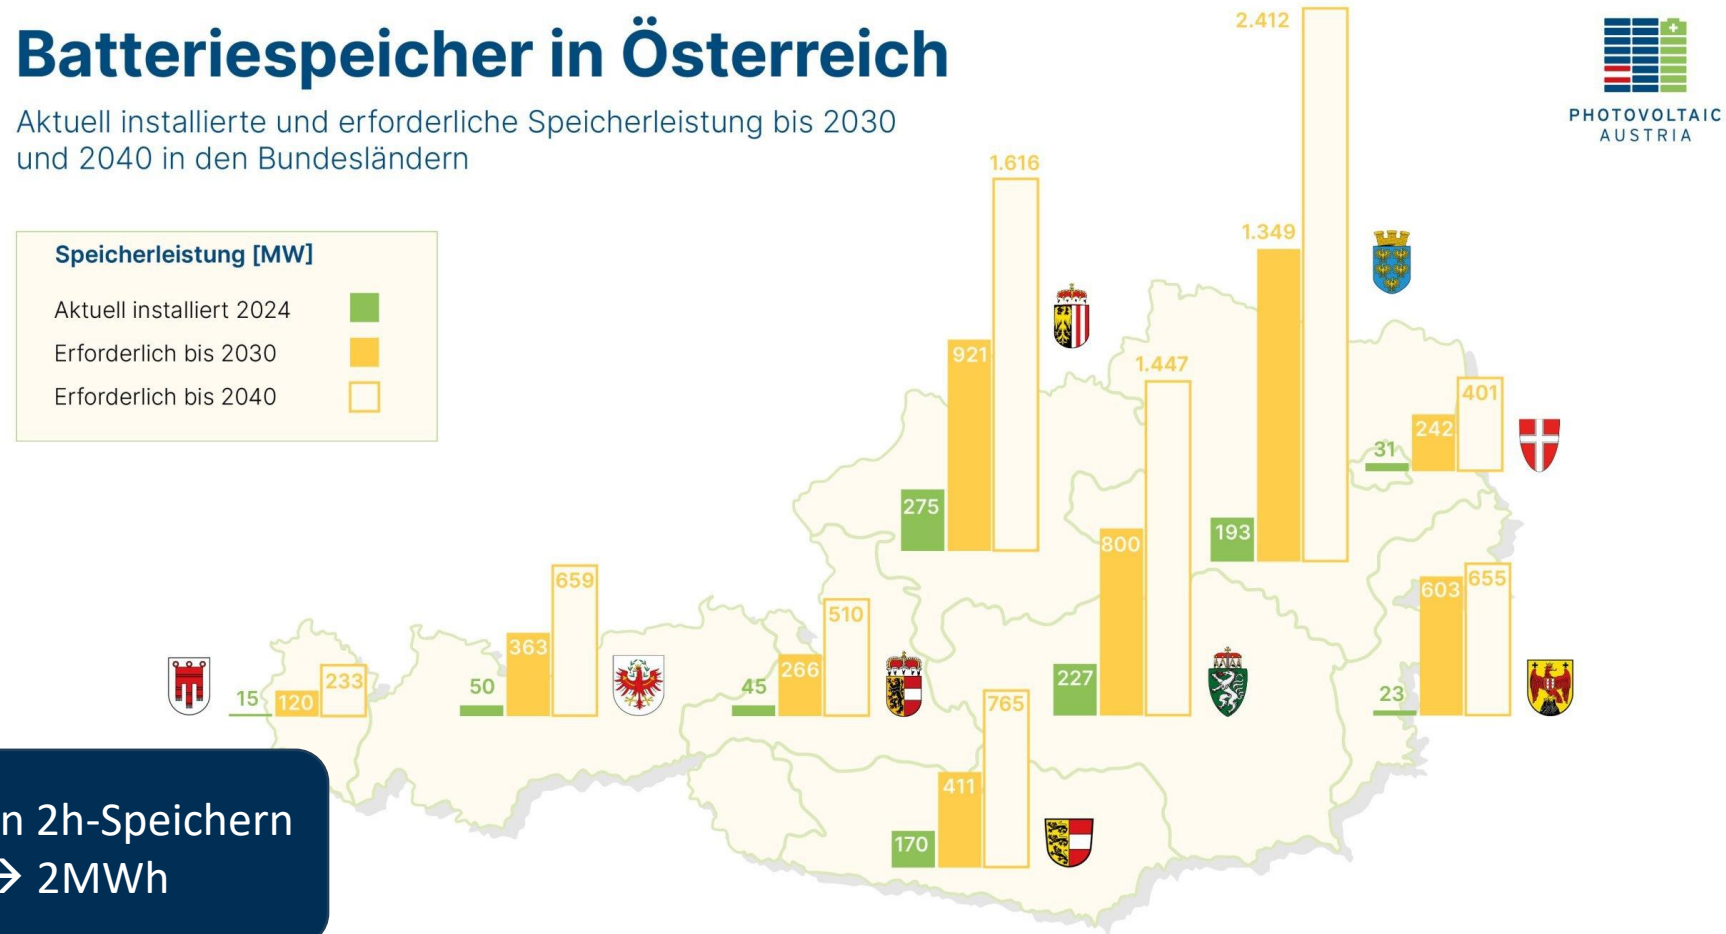 Batteriespeicher in Österreich
Aktuell installierte und erforderliche Speicherleistung bis 2030
und 2040 in den Bundesländern
PHOTOVOLTAIC
AUSTRIA
Speicherleistung [MW]
Aktuell installiert 2024
Erforderlich bis 2030
Erforderlich bis 2040
15
120
233
50
363
659
45
266
510
275
921
1.616
170
411
765
227
800
1.447
193
1.349
2.412
31
242
401
23
603
655
n 2h-Speichern
→ 2MWh